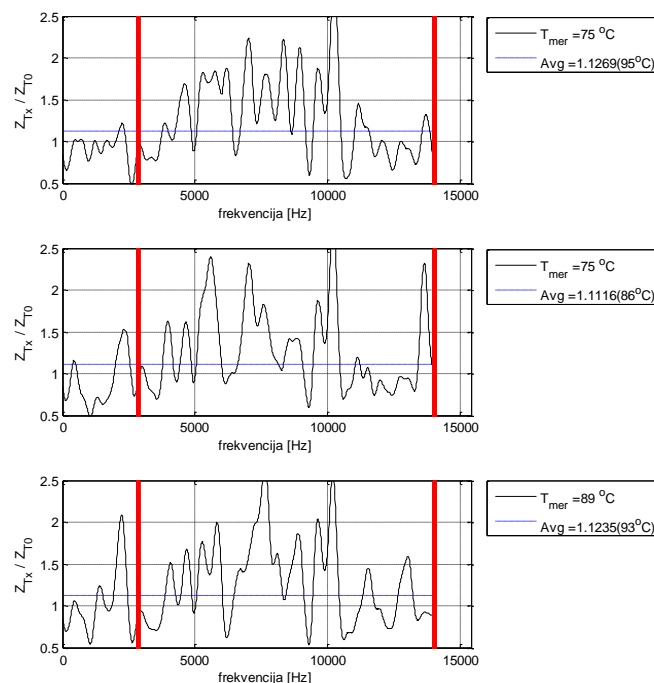 2.5
2
1.5
1
0.5
Z_Tx / Z_T0
0 5000 10000 15000
frekvencija [Hz]
T_mer =75 °C
Avg =1.1269(95°C)
2.5
2
1.5
1
0.5
Z_Tx / Z_T0
0 5000 10000 15000
frekvencija [Hz]
T_mer =75 °C
Avg =1.1116(86°C)
2.5
2
1.5
1
0.5
Z_Tx / Z_T0
0 5000 10000 15000
frekvencija [Hz]
T_mer =89 °C
Avg =1.1235(93°C)